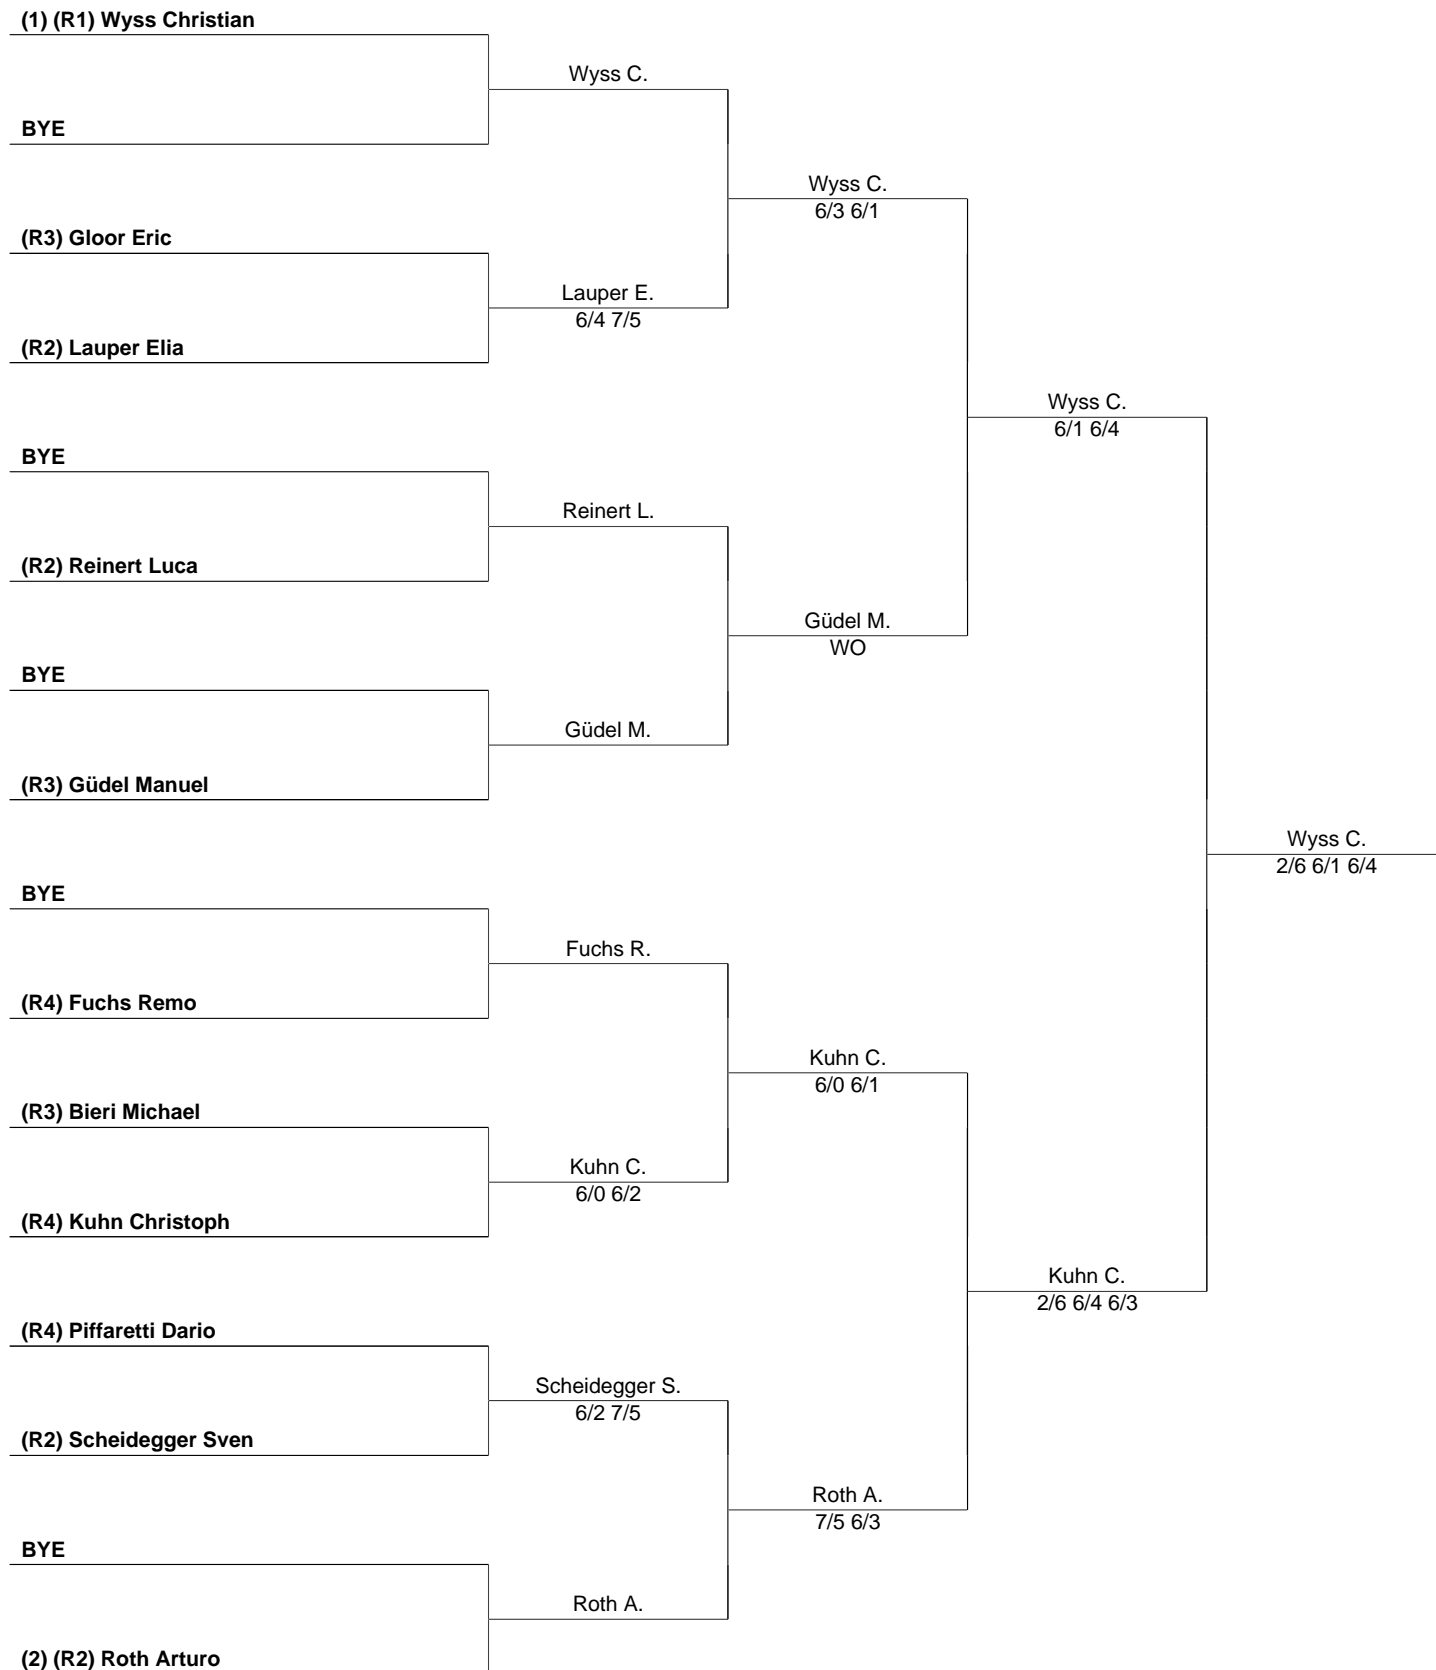 (1) (R1) Wyss Christian
Wyss C.
BYE
Wyss C.
6/3 6/1
(R3) Gloor Eric
Lauper E.
6/4 7/5
(R2) Lauper Elia
Wyss C.
6/1 6/4
BYE
Reinert L.
(R2) Reinert Luca
Güdel M.
WO
BYE
Güdel M.
(R3) Güdel Manuel
Wyss C.
2/6 6/1 6/4
BYE
Fuchs R.
(R4) Fuchs Remo
Kuhn C.
6/0 6/1
(R3) Bieri Michael
Kuhn C.
6/0 6/2
(R4) Kuhn Christoph
Kuhn C.
2/6 6/4 6/3
(R4) Piffaretti Dario
Scheidegger S.
6/2 7/5
(R2) Scheidegger Sven
Roth A.
7/5 6/3
BYE
Roth A.
(2) (R2) Roth Arturo